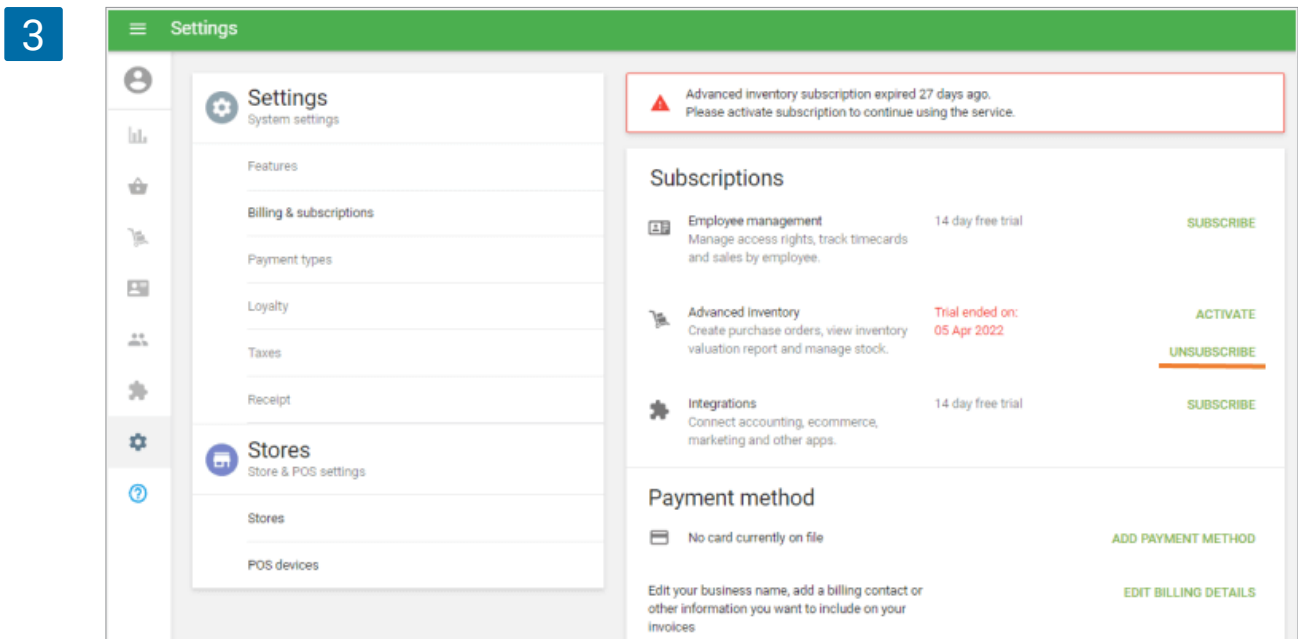 3
Settings
Settings
System settings
Features
Billing & subscriptions
Payment types
Loyalty
Taxes
Receipt
Stores
Store & POS settings
Stores
POS devices
Advanced inventory subscription expired 27 days ago.
Please activate subscription to continue using the service.
Subscriptions
Employee management
Manage access rights, track timecards
and sales by employee.
14 day free trial
SUBSCRIBE
Advanced inventory
Create purchase orders, view inventory
valuation report and manage stock.
Trial ended on:
05 Apr 2022
ACTIVATE
UNSUBSCRIBE
Integrations
Connect accounting, ecommerce,
marketing and other apps.
14 day free trial
SUBSCRIBE
Payment method
No card currently on file
ADD PAYMENT METHOD
Edit your business name, add a billing contact or
other information you want to include on your
invoices
EDIT BILLING DETAILS